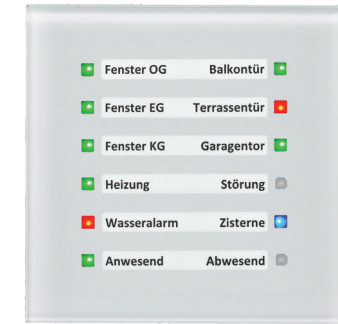 Fenster OG Balkontür
Fenster EG Terrassentür
Fenster KG Garagentor
Heizung Störung
Wasseralarm Zisterne
Anwesend Abwesend